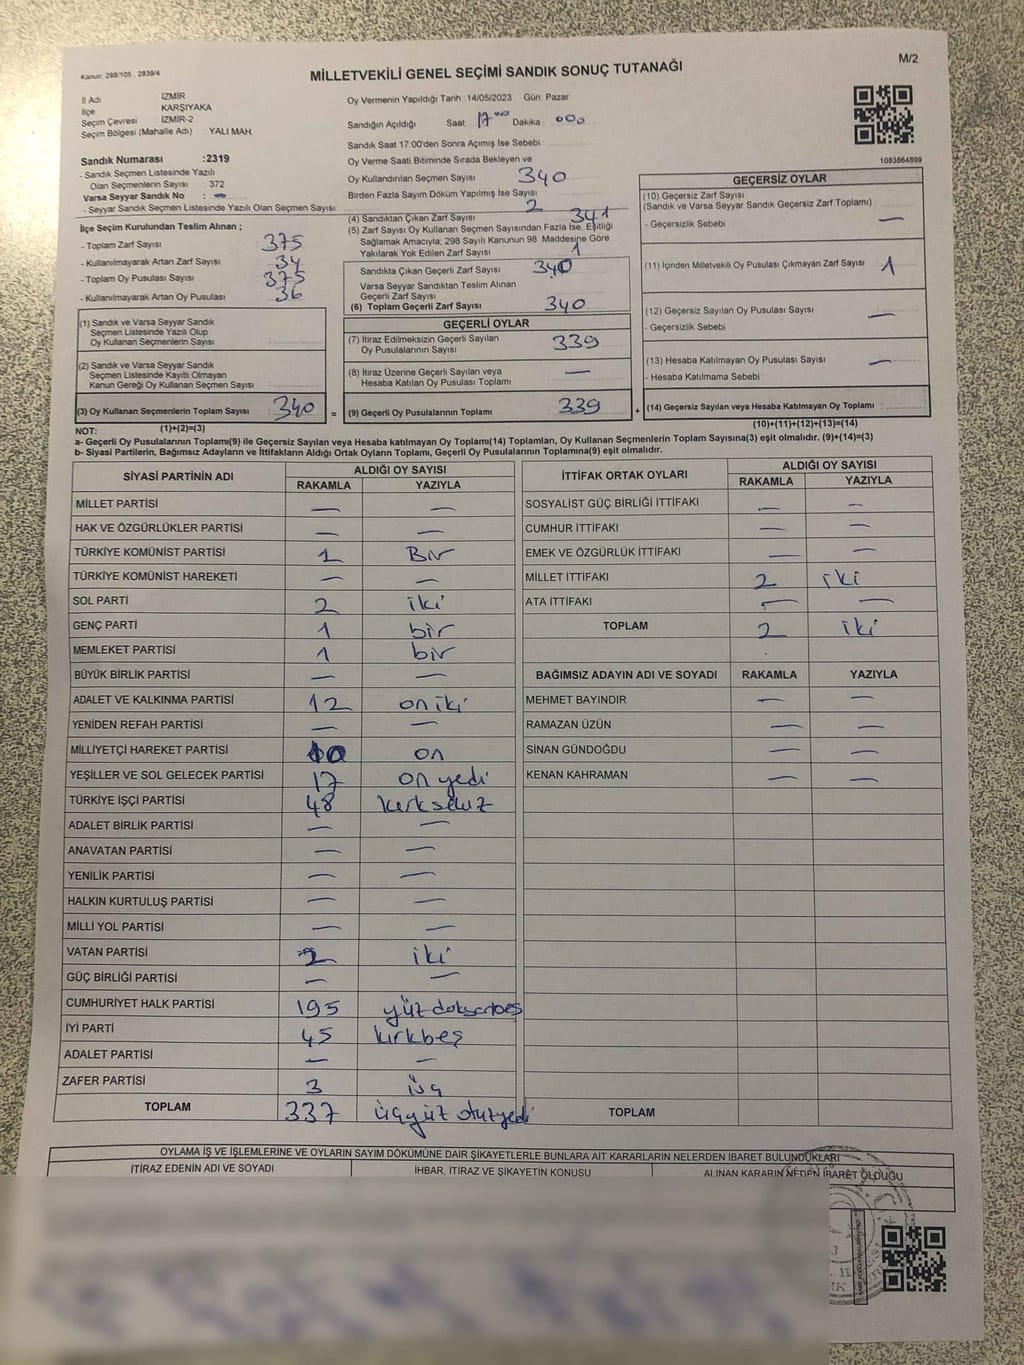 Kanun: 298/105 , 2839/4
M/2
MİLLETVEKİLİ GENEL SEÇİMİ SANDIK SONUÇ TUTANAĞI
İl Adı İZMİR
İlçe KARŞIYAKA
Seçim Çevresi İZMİR-2
Seçim Bölgesi (Mahalle Adı) YALI MAH.
Sandık Numarası :2319
- Sandık Seçmen Listesinde Yazılı
Olan Seçmenlerin Sayısı : 372
Varsa Seyyar Sandık No : —
- Seyyar Sandık Seçmen Listesinde Yazılı Olan Seçmen Sayısı
Oy Vermenin Yapıldığı Tarih :14/05/2023 Gün: Pazar
Sandığın Açıldığı Saat 17 00 Dakika 000
Sandık Saat 17:00'den Sonra Açımış İse Sebebi
Oy Verme Saati Bitiminde Sırada Bekleyen ve
Oy Kullandırılan Seçmen Sayısı 340
Birden Fazla Sayım Döküm Yapılmış İse Sayısı 2
1083864899
İlçe Seçim Kurulundan Teslim Alınan ;
- Toplam Zarf Sayısı 375
- Kullanılmayarak Artan Zarf Sayısı 34
- Toplam Oy Pusulası Sayısı 375
- Kullanılmayarak Artan Oy Pusulası 36
(4) Sandıktan Çıkan Zarf Sayısı 341
(5) Zarf Sayısı Oy Kullanan Seçmen Sayısından Fazla İse, Eşitliği
Sağlamak Amacıyla; 298 Sayılı Kanunun 98 Maddesine Göre
Yakılarak Yok Edilen Zarf Sayısı 1
Sandıkta Çıkan Geçerli Zarf Sayısı 340
Varsa Seyyar Sandıktan Teslim Alınan
Geçerli Zarf Sayısı
(6) Toplam Geçerli Zarf Sayısı 340
GEÇERSİZ OYLAR
(10) Geçersiz Zarf Sayısı
(Sandık ve Varsa Seyyar Sandık Geçersiz Zarf Toplamı)
- Geçersizlik Sebebi —
(11) İçinden Milletvekili Oy Pusulası Çıkmayan Zarf Sayısı 1
(12) Geçersiz Sayılan Oy Pusulası Sayısı —
- Geçersizlik Sebebi
(13) Hesaba Katılmayan Oy Pusulası Sayısı —
- Hesaba Katılmama Sebebi
(14) Geçersiz Sayılan veya Hesaba Katılmayan Oy Toplamı :
(10)+(11)+(12)+(13)=(14)
(1) Sandık ve Varsa Seyyar Sandık
Seçmen Listesinde Yazılı Olup
Oy Kullanan Seçmenlerin Sayısı :
(2) Sandık ve Varsa Seyyar Sandık
Seçmen Listesinde Kayıtlı Olmayan
Kanun Gereği Oy Kullanan Seçmen Sayısı :
(3) Oy Kullanan Seçmenlerin Toplam Sayısı 340 =
(1)+(2)=(3)
GEÇERLİ OYLAR
(7) İtiraz Edilmeksizin Geçerli Sayılan
Oy Pusulalarının Sayısı 339
(8) İtiraz Üzerine Geçerli Sayılan veya
Hesaba Katılan Oy Pusulası Toplamı —
(9) Geçerli Oy Pusulalarının Toplamı 339 +
NOT:
a- Geçerli Oy Pusulalarının Toplamı(9) ile Geçersiz Sayılan veya Hesaba katılmayan Oy Toplamı(14) Toplamları, Oy Kullanan Seçmenlerin Toplam Sayısına(3) eşit olmalıdır. (9)+(14)=(3)
b- Siyasi Partilerin, Bağımsız Adayların ve İttifakların Aldığı Ortak Oyların Toplamı, Geçerli Oy Pusulalarının Toplamına(9) eşit olmalıdır.
SİYASİ PARTİNİN ADI ALDIĞI OY SAYISI
RAKAMLA YAZIYLA
MİLLET PARTİSİ — —
HAK VE ÖZGÜRLÜKLER PARTİSİ — —
TÜRKİYE KOMÜNİST PARTİSİ 1 Bir
TÜRKİYE KOMÜNİST HAREKETİ — —
SOL PARTİ 2 iki
GENÇ PARTİ 1 bir
MEMLEKET PARTİSİ 1 bir
BÜYÜK BİRLİK PARTİSİ — —
ADALET VE KALKINMA PARTİSİ 12 on iki
YENİDEN REFAH PARTİSİ — —
MİLLİYETÇİ HAREKET PARTİSİ 10 on
YEŞİLLER VE SOL GELECEK PARTİSİ 17 on yedi
TÜRKİYE İŞÇİ PARTİSİ 48
ADALET BİRLİK PARTİSİ — —
ANAVATAN PARTİSİ — —
YENİLİK PARTİSİ — —
HALKIN KURTULUŞ PARTİSİ — —
MİLLİ YOL PARTİSİ — —
VATAN PARTİSİ 2 iki
GÜÇ BİRLİĞİ PARTİSİ — —
CUMHURİYET HALK PARTİSİ 195 yüz doksanbeş
İYİ PARTİ 45 kırkbeş
ADALET PARTİSİ — —
ZAFER PARTİSİ 3 üç
TOPLAM 337 üçyüz otuzyedi
İTTİFAK ORTAK OYLARI ALDIĞI OY SAYISI
RAKAMLA YAZIYLA
SOSYALİST GÜÇ BİRLİĞİ İTTİFAKI — —
CUMHUR İTTİFAKI — —
EMEK VE ÖZGÜRLÜK İTTİFAKI — —
MİLLET İTTİFAKI 2 iki
ATA İTTİFAKI — —
TOPLAM 2 iki
BAĞIMSIZ ADAYIN ADI VE SOYADI RAKAMLA YAZIYLA
MEHMET BAYINDIR — —
RAMAZAN ÜZÜN — —
SİNAN GÜNDOĞDU — —
KENAN KAHRAMAN — —
TOPLAM
OYLAMA İŞ VE İŞLEMLERİNE VE OYLARIN SAYIM DÖKÜMÜNE DAİR ŞİKAYETLERLE BUNLARA AİT KARARLARIN NELERDEN İBARET BULUNDUKLARI
İTİRAZ EDENİN ADI VE SOYADI İHBAR, İTİRAZ VE ŞİKAYETİN KONUSU ALINAN KARARIN NEDEN İBARET OLDUĞU